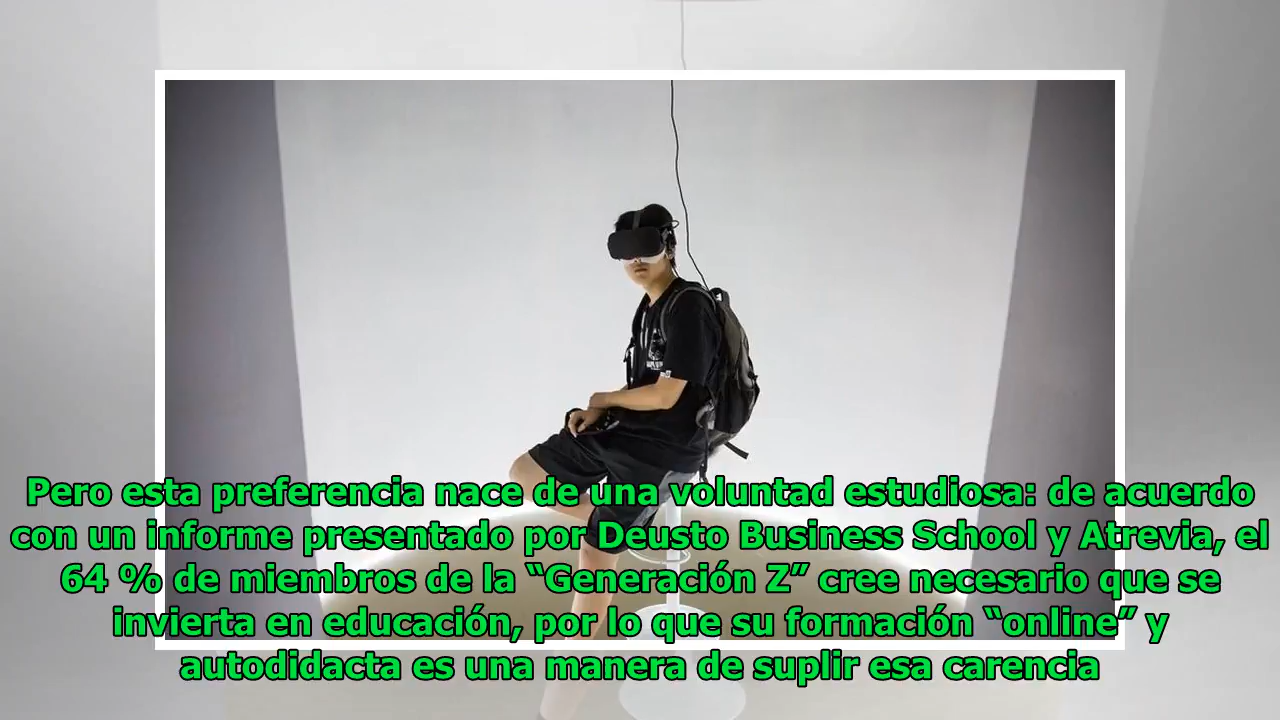 Pero esta preferencia nace de una voluntad estudiosa: de acuerdo
con un informe presentado por Deusto Business School y Atrevia, el
64 % de miembros de la “Generación Z” cree necesario que se
invierta en educación, por lo que su formación “online” y
autodidacta es una manera de suplir esa carencia